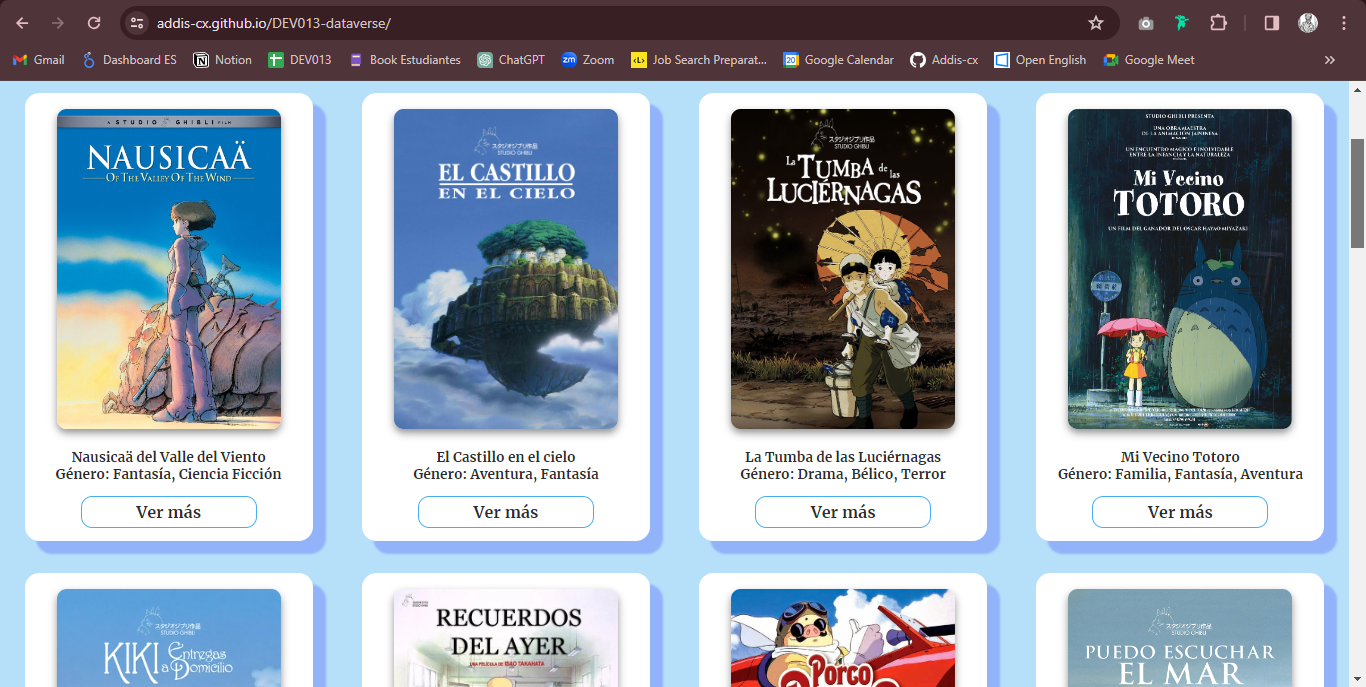 addis-cx.github.io/DEV013-dataverse/
Gmail
Dashboard ES
Notion
DEV013
Book Estudiantes
ChatGPT
Zoom
Job Search Preparat...
Google Calendar
Addis-cx
Open English
Google Meet
»
A STUDIO GHIBLI FILM
NAUSICAÄ
OF THE VALLEY OF THE WIND
スタジオジブリ作品
STUDIO GHIBLI
EL CASTILLO
EN EL CIELO
スタジオジブリ作品
STUDIO GHIBLI
La TUMBA de las
LUCIÉRNAGAS
STUDIO GHIBLI PRESENTA
UNA OBRA MAESTRA
DE LA ANIMACIÓN JAPONESA
UN ENCUENTRO MÁGICO E INOLVIDABLE
ENTRE LA INFANCIA Y LA NATURALEZA
Mi Vecino
TOTORO
UN FILM DEL GANADOR DEL OSCAR HAYAO MIYAZAKI
Nausicaä del Valle del Viento
Género: Fantasía, Ciencia Ficción
Ver más
El Castillo en el cielo
Género: Aventura, Fantasía
Ver más
La Tumba de las Luciérnagas
Género: Drama, Bélico, Terror
Ver más
Mi Vecino Totoro
Género: Familia, Fantasía, Aventura
Ver más
スタジオジブリ作品
STUDIO GHIBLI
KIKI Entregas
a Domicilio
RECUERDOS
DEL AYER
UNA PELÍCULA DE ISAO TAKAHATA
PORCO
スタジオジブリ作品
STUDIO GHIBLI
PUEDO ESCUCHAR
EL MAR